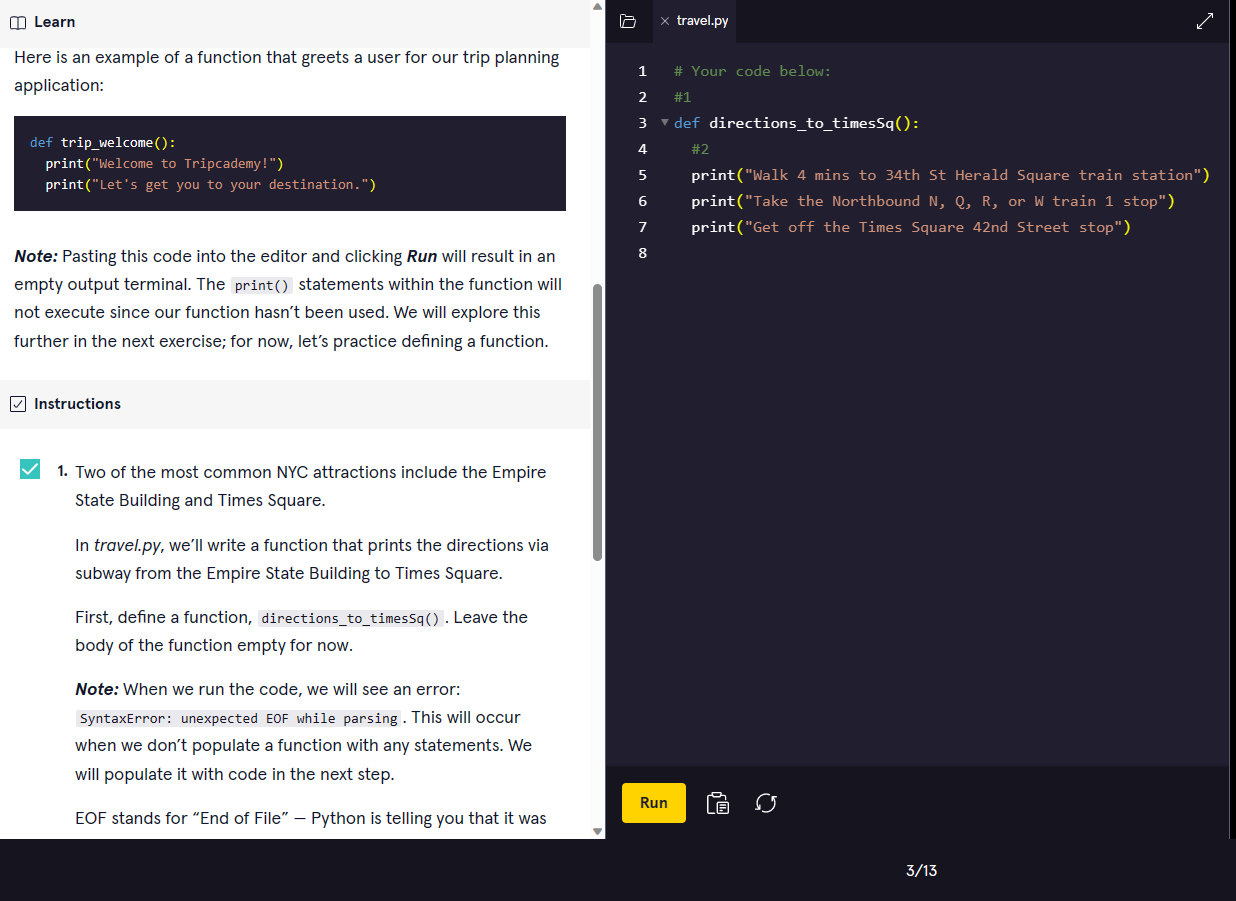 Learn
Here is an example of a function that greets a user for our trip planning
application:
def trip_welcome():
  print("Welcome to Tripcademy!")
  print("Let's get you to your destination.")
Note: Pasting this code into the editor and clicking Run will result in an
empty output terminal. The print() statements within the function will
not execute since our function hasn’t been used. We will explore this
further in the next exercise; for now, let’s practice defining a function.
Instructions
1. Two of the most common NYC attractions include the Empire
State Building and Times Square.
In travel.py, we’ll write a function that prints the directions via
subway from the Empire State Building to Times Square.
First, define a function, directions_to_timesSq(). Leave the
body of the function empty for now.
Note: When we run the code, we will see an error:
SyntaxError: unexpected EOF while parsing. This will occur
when we don’t populate a function with any statements. We
will populate it with code in the next step.
EOF stands for “End of File” — Python is telling you that it was
travel.py
1 # Your code below:
2 #1
3 def directions_to_timesSq():
4   #2
5   print("Walk 4 mins to 34th St Herald Square train station")
6   print("Take the Northbound N, Q, R, or W train 1 stop")
7   print("Get off the Times Square 42nd Street stop")
8
Run
3/13